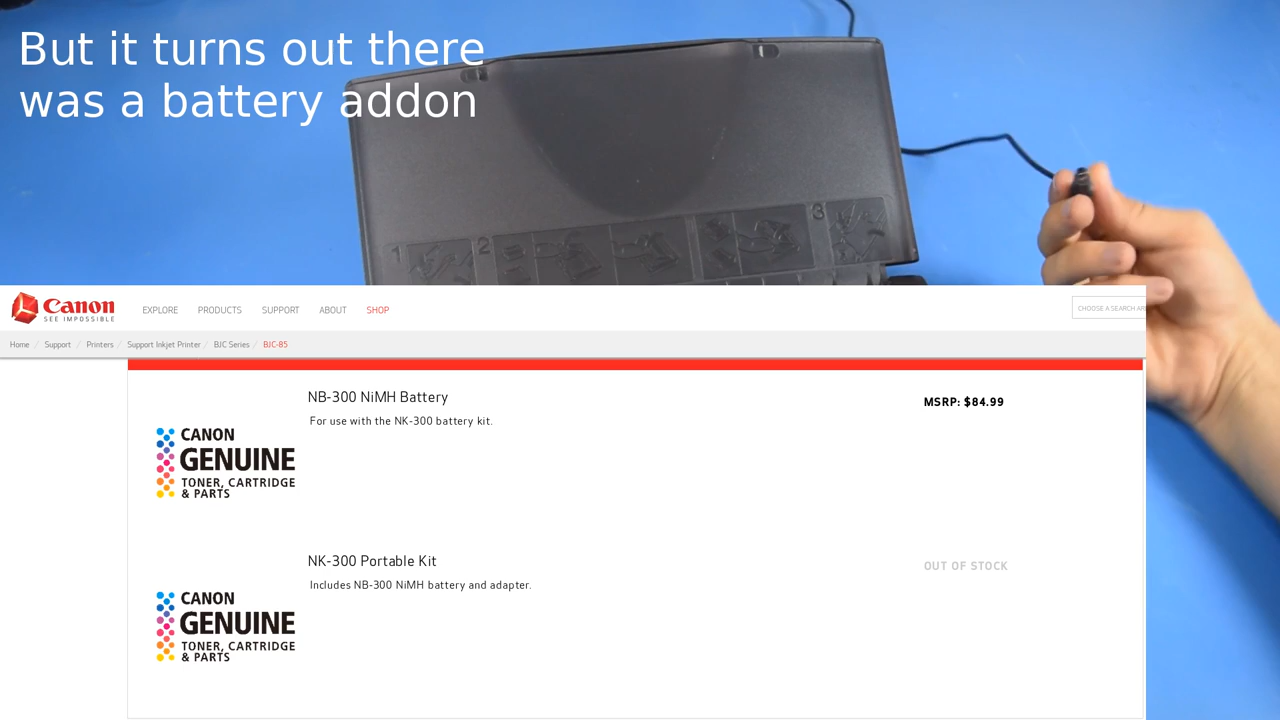 But it turns out there
was a battery addon
1
2
3
Canon
SEE IMPOSSIBLE
EXPLORE PRODUCTS SUPPORT ABOUT SHOP
CHOOSE A SEARCH
Home / Support / Printers / Support Inkjet Printer / BJC Series / BJC-85
NB-300 NiMH Battery
MSRP: $84.99
For use with the NK-300 battery kit.
CANON
GENUINE
TONER, CARTRIDGE
& PARTS
NK-300 Portable Kit
OUT OF STOCK
Includes NB-300 NiMH battery and adapter.
CANON
GENUINE
TONER, CARTRIDGE
& PARTS